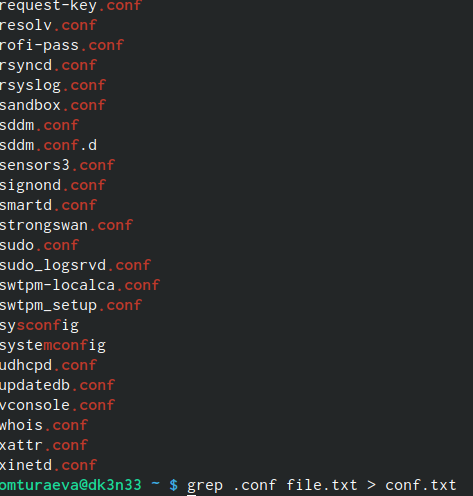 request-key.conf
resolv.conf
rofi-pass.conf
rsyncd.conf
rsyslog.conf
sandbox.conf
sddm.conf
sddm.conf.d
sensors3.conf
signond.conf
smartd.conf
strongswan.conf
sudo.conf
sudo_logsrvd.conf
swtpm-localca.conf
swtpm_setup.conf
sysconfig
systemconfig
udhcpd.conf
updatedb.conf
vconsole.conf
whois.conf
xattr.conf
xinetd.conf
omturaeva@dk3n33 ~ $ grep .conf file.txt > conf.txt